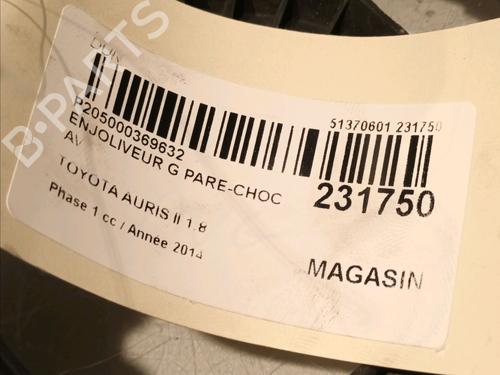 B-PARTS
51370601 231750
P205000369632
ENJOLIVEUR G PARE-CHOC
AV
231750
TOYOTA AURIS II 1.8
Phase 1 cc / Année 2014
MAGASIN